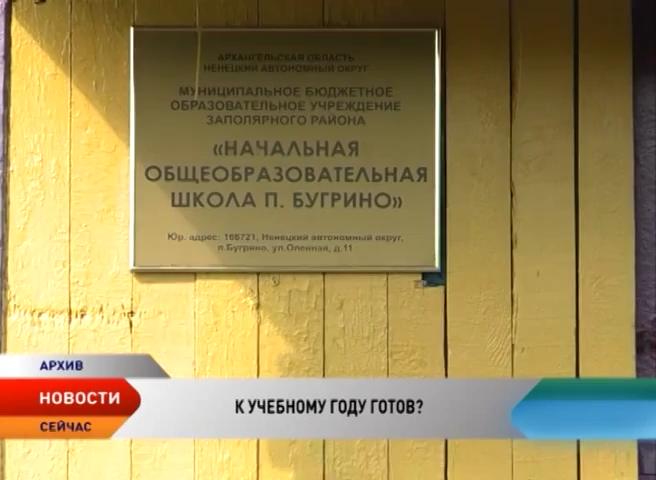 АРХАНГЕЛЬСКАЯ ОБЛАСТЬ
НЕНЕЦКИЙ АВТОНОМНЫЙ ОКРУГ
МУНИЦИПАЛЬНОЕ БЮДЖЕТНОЕ
ОБРАЗОВАТЕЛЬНОЕ УЧРЕЖДЕНИЕ
ЗАПОЛЯРНОГО РАЙОНА
«НАЧАЛЬНАЯ
ОБЩЕОБРАЗОВАТЕЛЬНАЯ
ШКОЛА П. БУГРИНО»
Юр. адрес: 166721, Ненецкий автономный округ,
п.Бугрино, ул.Оленная, д.11
АРХИВ
НОВОСТИ
СЕЙЧАС
К УЧЕБНОМУ ГОДУ ГОТОВ?